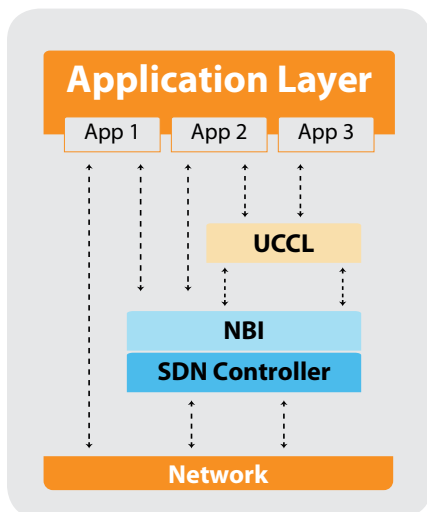 Application Layer
App 1 App 2 App 3
UCCL
NBI
SDN Controller
Network